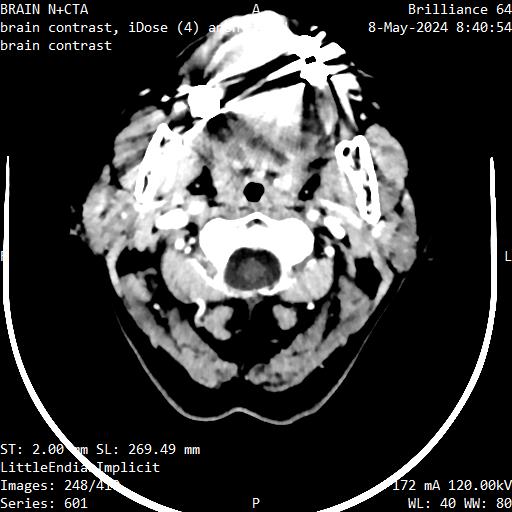 BRAIN N+CTA
A
Brilliance 64
brain contrast, iDose (4)
8-May-2024 8:40:54
brain contrast
L
ST: 2.00 mm SL: 269.49 mm
LittleEndianImplicit
Images: 248/41
172 mA 120.00kV
Series: 601
P
WL: 40 WW: 80